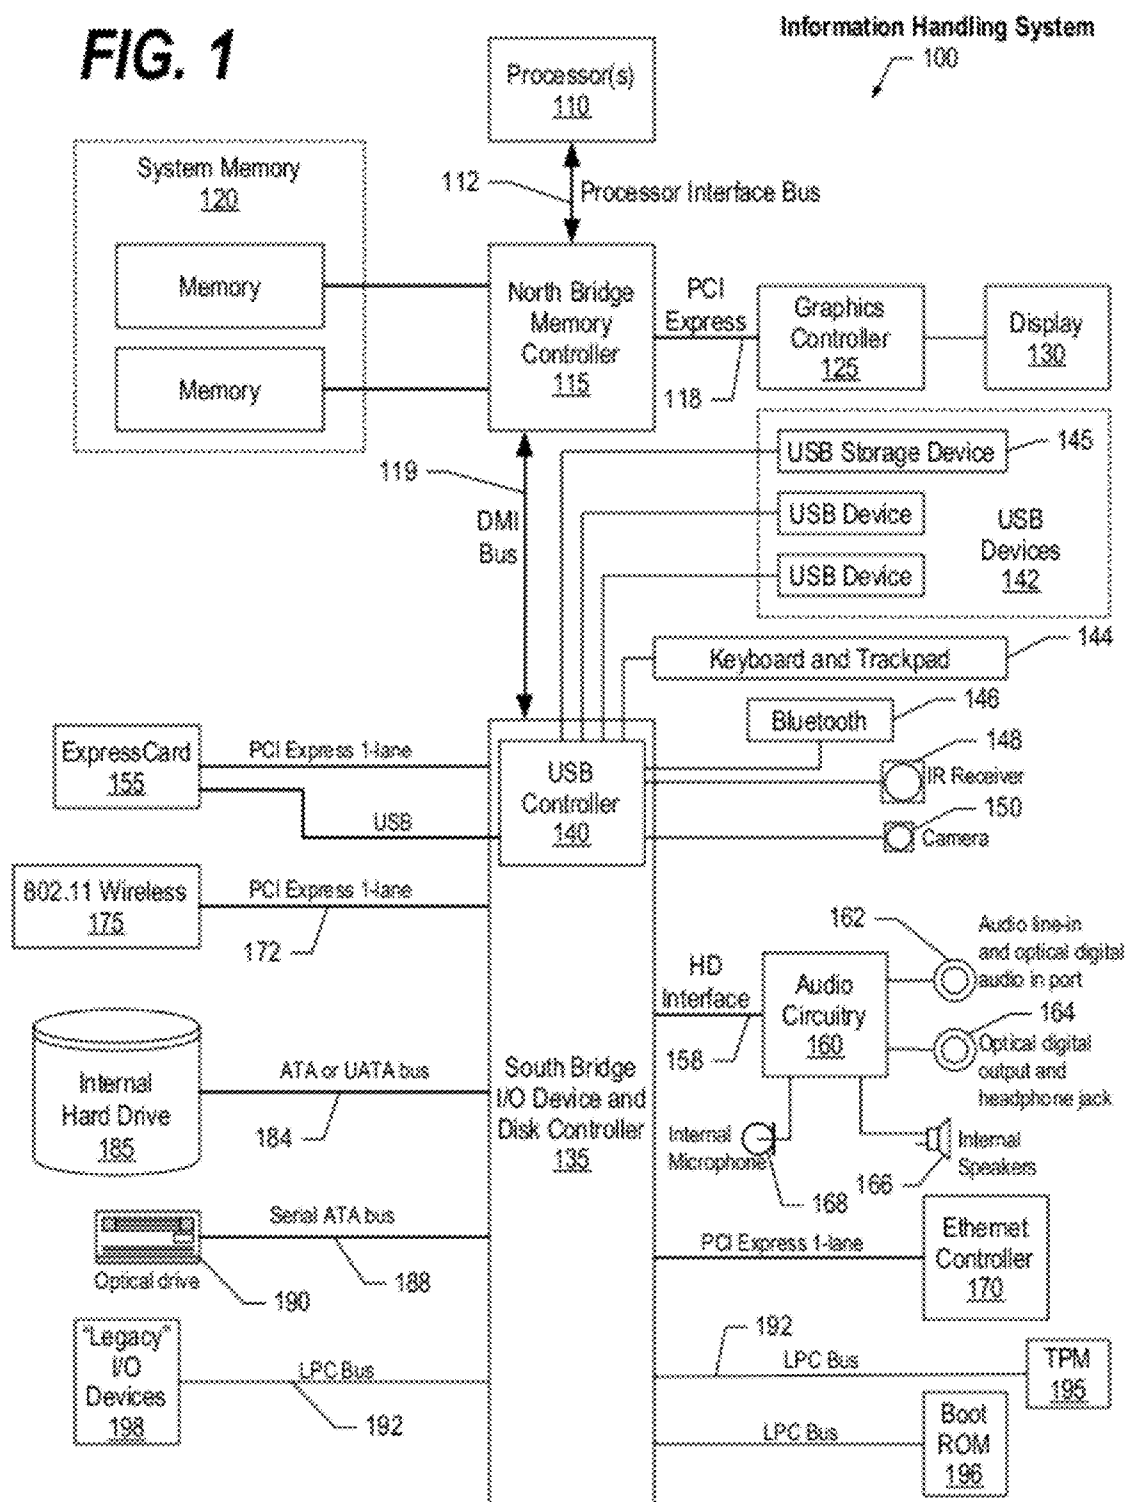 FIG. 1
Information Handling System
100
Processor(s)
110
112
Processor Interface Bus
System Memory
120
Memory
Memory
North Bridge
Memory
Controller
115
PCI
Express
118
Graphics
Controller
125
Display
130
119
DMI
Bus
USB Storage Device
145
USB Device
USB Device
USB
Devices
142
Keyboard and Trackpad
144
Bluetooth
146
IR Receiver
148
Camera
150
ExpressCard
155
PCI Express 1-lane
USB
USB
Controller
140
802.11 Wireless
175
PCI Express 1-lane
172
HD
Interface
158
Audio
Circuitry
160
162
Audio line-in
and optical digital
audio in port
164
Optical digital
output and
headphone jack
Internal
Hard Drive
185
ATA or UATA bus
184
South Bridge
I/O Device and
Disk Controller
135
Internal
Microphone
168
Internal
Speakers
166
Optical drive
190
Serial ATA bus
188
PCI Express 1-lane
Ethernet
Controller
170
"Legacy"
I/O
Devices
198
LPC Bus
192
192
LPC Bus
TPM
195
LPC Bus
Boot
ROM
196